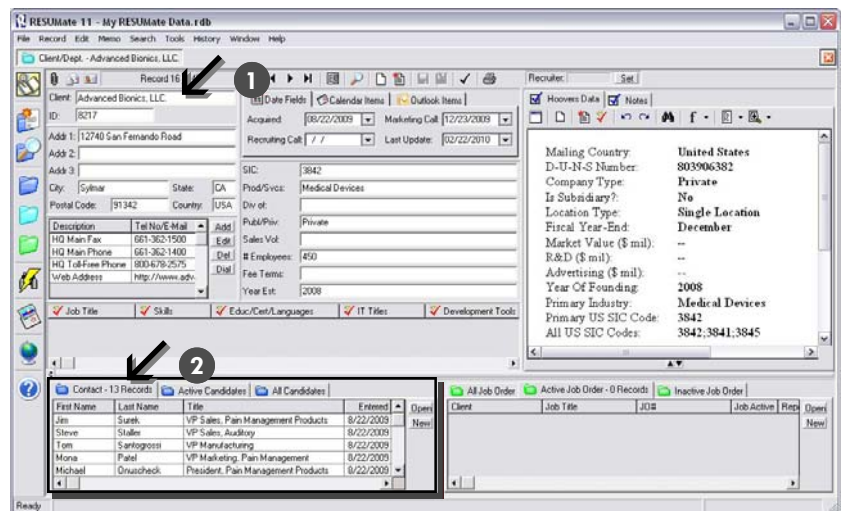 RESUMate 11 - My RESUMate Data.rdb
File Record Edit Memo Search Tools History Window Help
Client/Dept. - Advanced Bionics, LLC.
Record 16
1
Recruiter: Set
Client: Advanced Bionics, LLC.
ID: 8217
Addr 1: 12740 San Fernando Road
Addr 2:
Addr 3:
City: Sylmar State: CA
Postal Code: 91342 Country: USA
Description Tel No/E-Mail Add
HQ Main Fax 661-362-1500 Edit
HQ Main Phone 661-362-1400 Del
HQ Toll-Free Phone 800-678-2575 Dial
Web Address http://www.adv-
Date Fields Calendar Items Outlook Items
Acquired 08/22/2009 Marketing Call: 12/23/2009
Recruiting Call: / / Last Update: 02/22/2010
SIC: 3842
Prod/Svcs: Medical Devices
Div of:
Publ/Priv: Private
Sales Vol:
# Employees: 450
Fee Terms:
Year Est: 2008
Hoovers Data Notes
Mailing Country: United States
D-U-N-S Number: 803906382
Company Type: Private
Is Subsidiary?: No
Location Type: Single Location
Fiscal Year-End: December
Market Value ($ mil): --
R&D ($ mil): --
Advertising ($ mil): --
Year Of Founding: 2008
Primary Industry: Medical Devices
Primary US SIC Code: 3842
All US SIC Codes: 3842;3841;3845
Job Title Skills Educ/Cert/Languages IT Titles Development Tools
2
Contact - 13 Records Active Candidates All Candidates
First Name Last Name Title Entered Open
Jim Surek VP Sales, Pain Management Products 8/22/2009 New
Steve Staller VP Sales, Auditory 8/22/2009
Tom Santogrossi VP Manufacturing 8/22/2009
Mona Patel VP Marketing, Pain Management 8/22/2009
Michael Onuscheck President, Pain Management Products 8/22/2009
All Job Order Active Job Order - 0 Records Inactive Job Order
Client Job Title JO# Job Active Rep Open
New
Ready